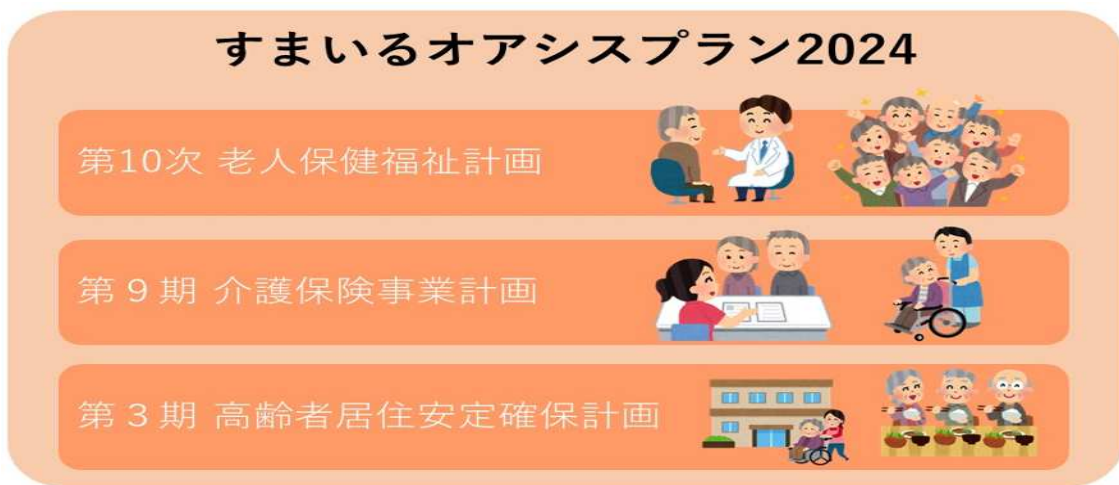 すまいるオアシスプラン2024
第10次 老人保健福祉計画
第９期 介護保険事業計画
第３期 高齢者居住安定確保計画